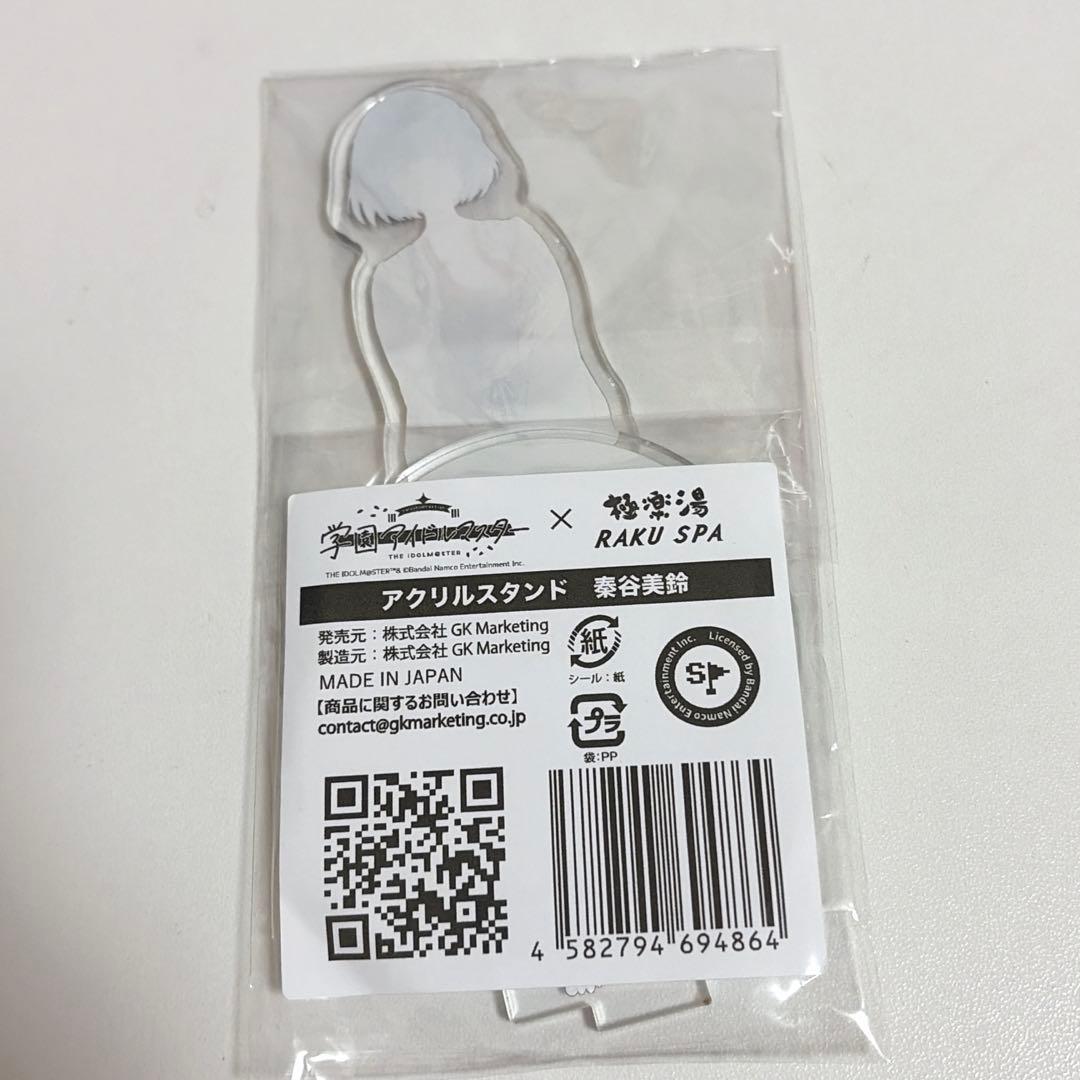 学園アイドルマスター
THE IDOLM@STER
×
極楽湯
RAKU SPA
THE IDOLM@STER™& ©Bandai Namco Entertainment Inc.
アクリルスタンド 秦谷美鈴
発売元：株式会社 GK Marketing
製造元：株式会社 GK Marketing
MADE IN JAPAN
【商品に関するお問い合わせ】
contact@gkmarketing.co.jp
紙
シール：紙
プラ
袋：PP
Licensed by Bandai Namco Entertainment Inc.
S
4 582794 694864